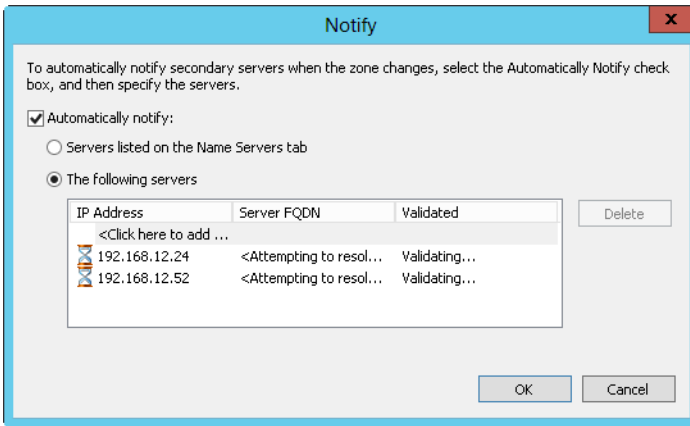 Notify
x
To automatically notify secondary servers when the zone changes, select the Automatically Notify check
box, and then specify the servers.
Automatically notify:
Servers listed on the Name Servers tab
The following servers
IP Address Server FQDN Validated
Delete
<Click here to add ...
192.168.12.24 <Attempting to resol... Validating...
192.168.12.52 <Attempting to resol... Validating...
OK Cancel